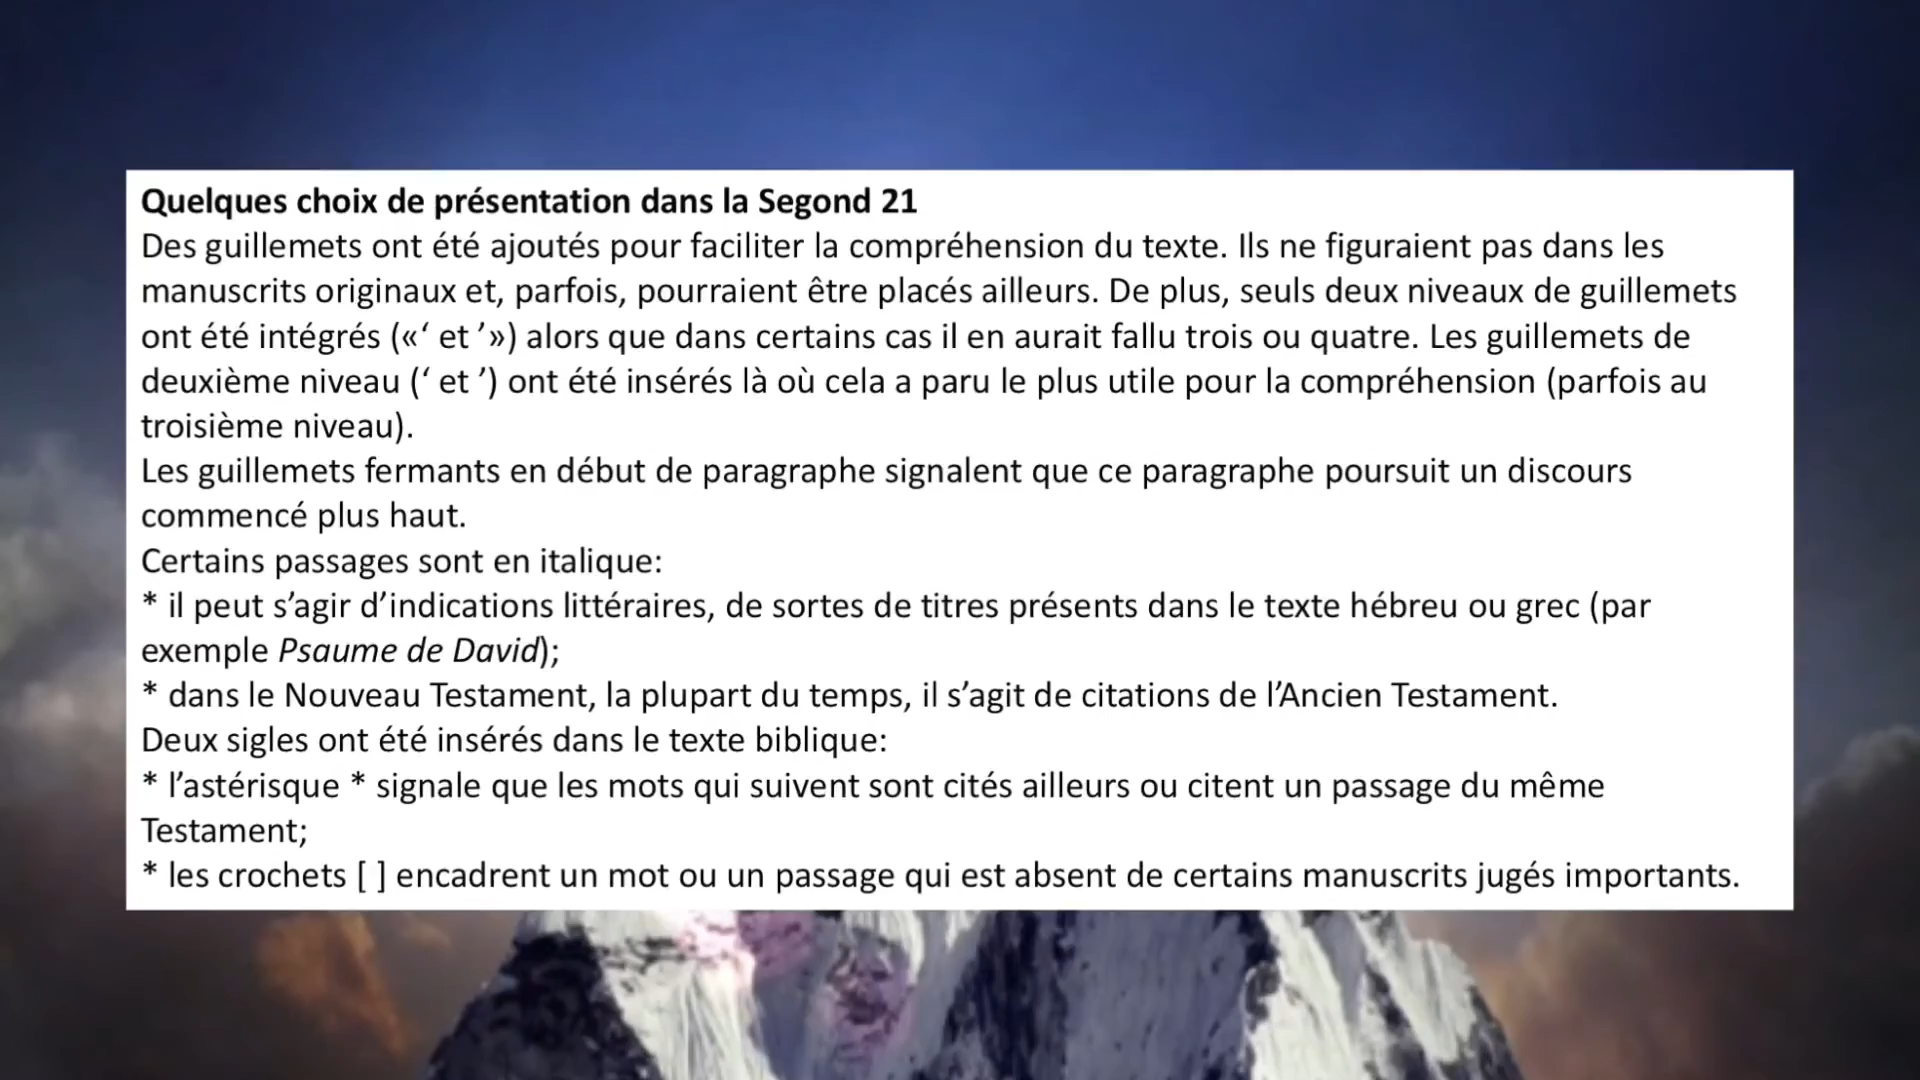 Quelques choix de présentation dans la Segond 21
Des guillemets ont été ajoutés pour faciliter la compréhension du texte. Ils ne figuraient pas dans les
manuscrits originaux et, parfois, pourraient être placés ailleurs. De plus, seuls deux niveaux de guillemets
ont été intégrés («‘ et ’») alors que dans certains cas il en aurait fallu trois ou quatre. Les guillemets de
deuxième niveau (‘ et ’) ont été insérés là où cela a paru le plus utile pour la compréhension (parfois au
troisième niveau).
Les guillemets fermants en début de paragraphe signalent que ce paragraphe poursuit un discours
commencé plus haut.
Certains passages sont en italique:
* il peut s’agir d’indications littéraires, de sortes de titres présents dans le texte hébreu ou grec (par
exemple Psaume de David);
* dans le Nouveau Testament, la plupart du temps, il s’agit de citations de l’Ancien Testament.
Deux sigles ont été insérés dans le texte biblique:
* l’astérisque * signale que les mots qui suivent sont cités ailleurs ou citent un passage du même
Testament;
* les crochets [ ] encadrent un mot ou un passage qui est absent de certains manuscrits jugés importants.